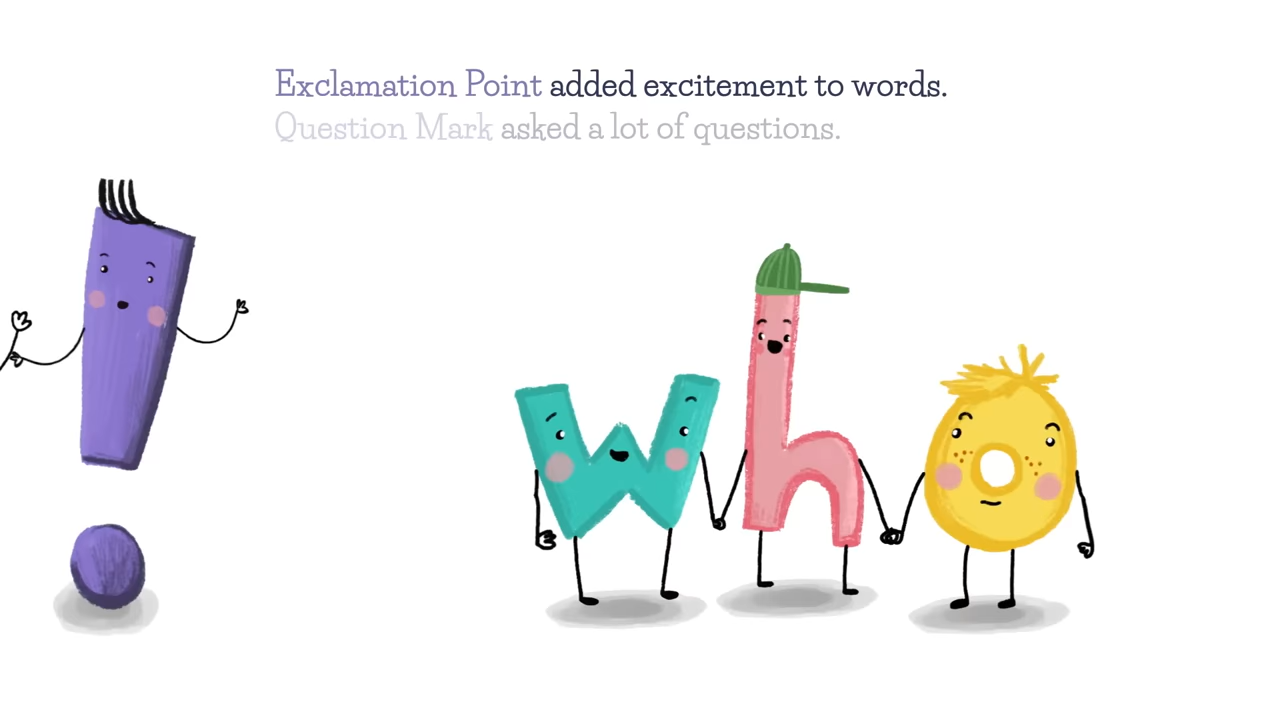 Exclamation Point added excitement to words.
Question Mark asked a lot of questions.
who